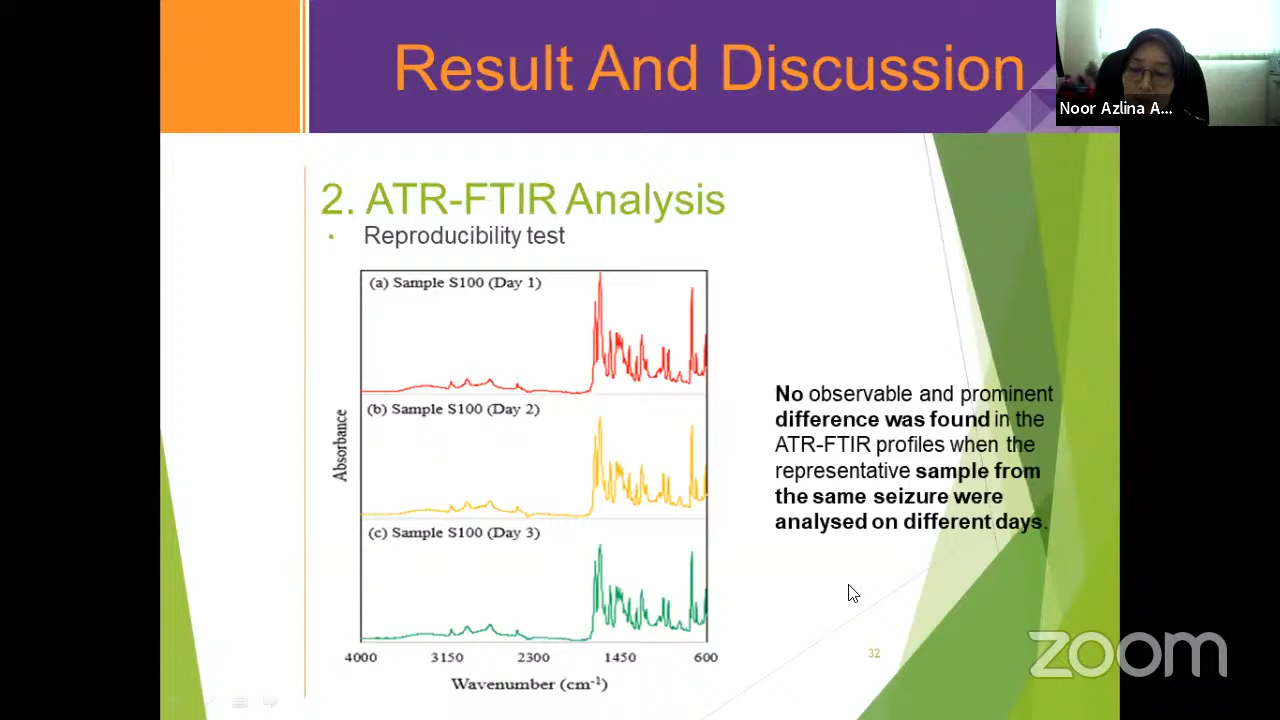 Result And Discussion
Noor Azlina A...
2. ATR-FTIR Analysis
• Reproducibility test
(a) Sample S100 (Day 1)
(b) Sample S100 (Day 2)
(c) Sample S100 (Day 3)
Absorbance
4000 3150 2300 1450 600
Wavenumber (cm⁻¹)
No observable and prominent
difference was found in the
ATR-FTIR profiles when the
representative sample from
the same seizure were
analysed on different days.
32
zoom